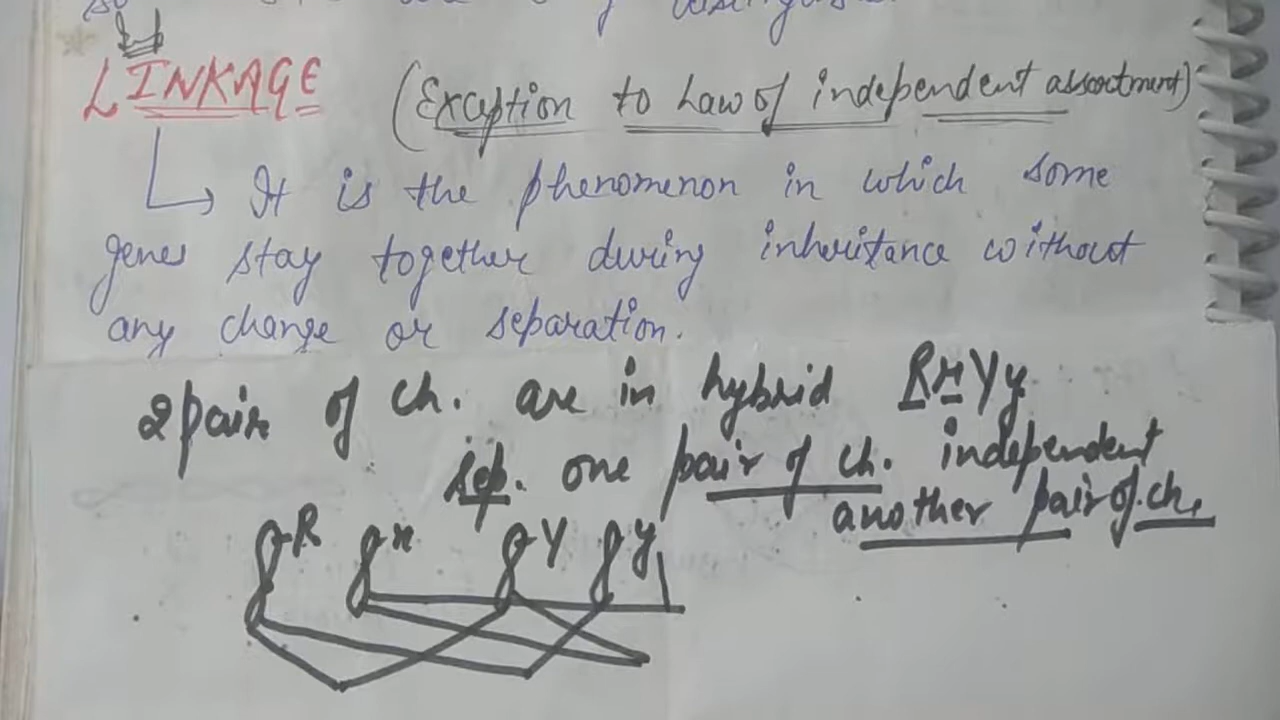 LINKAGE (Exception to Law of independent assortment)
It is the phenomenon in which some
genes stay together during inheritance without
any change or separation.
2 pair of ch. are in hybrid RrYy
sep. one pair of ch. independent
another pair of ch.
R r Y y